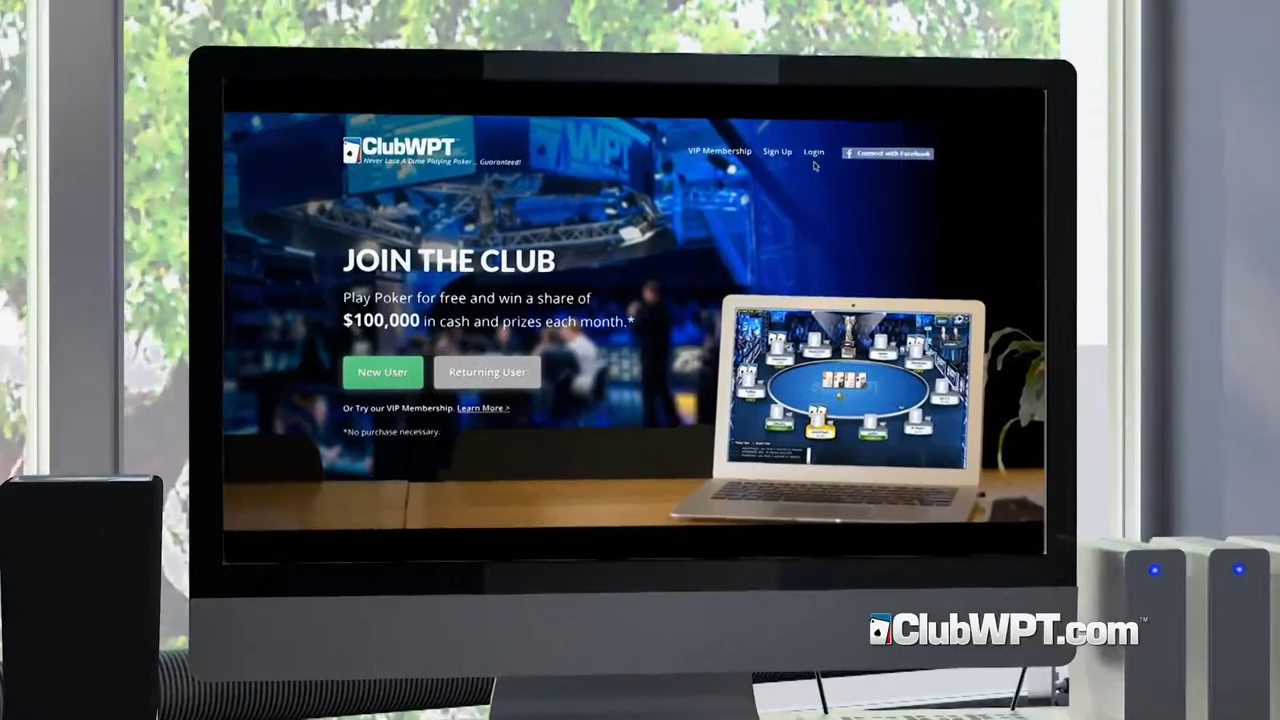 ClubWPT
Never Lose A Dime Playing Poker... Guaranteed!
VIP Membership Sign Up Login Connect with Facebook
WPT
JOIN THE CLUB
Play Poker for free and win a share of
$100,000 in cash and prizes each month.*
New User Returning User
Or Try our VIP Membership. Learn More >
*No purchase necessary.
ClubWPT.com™